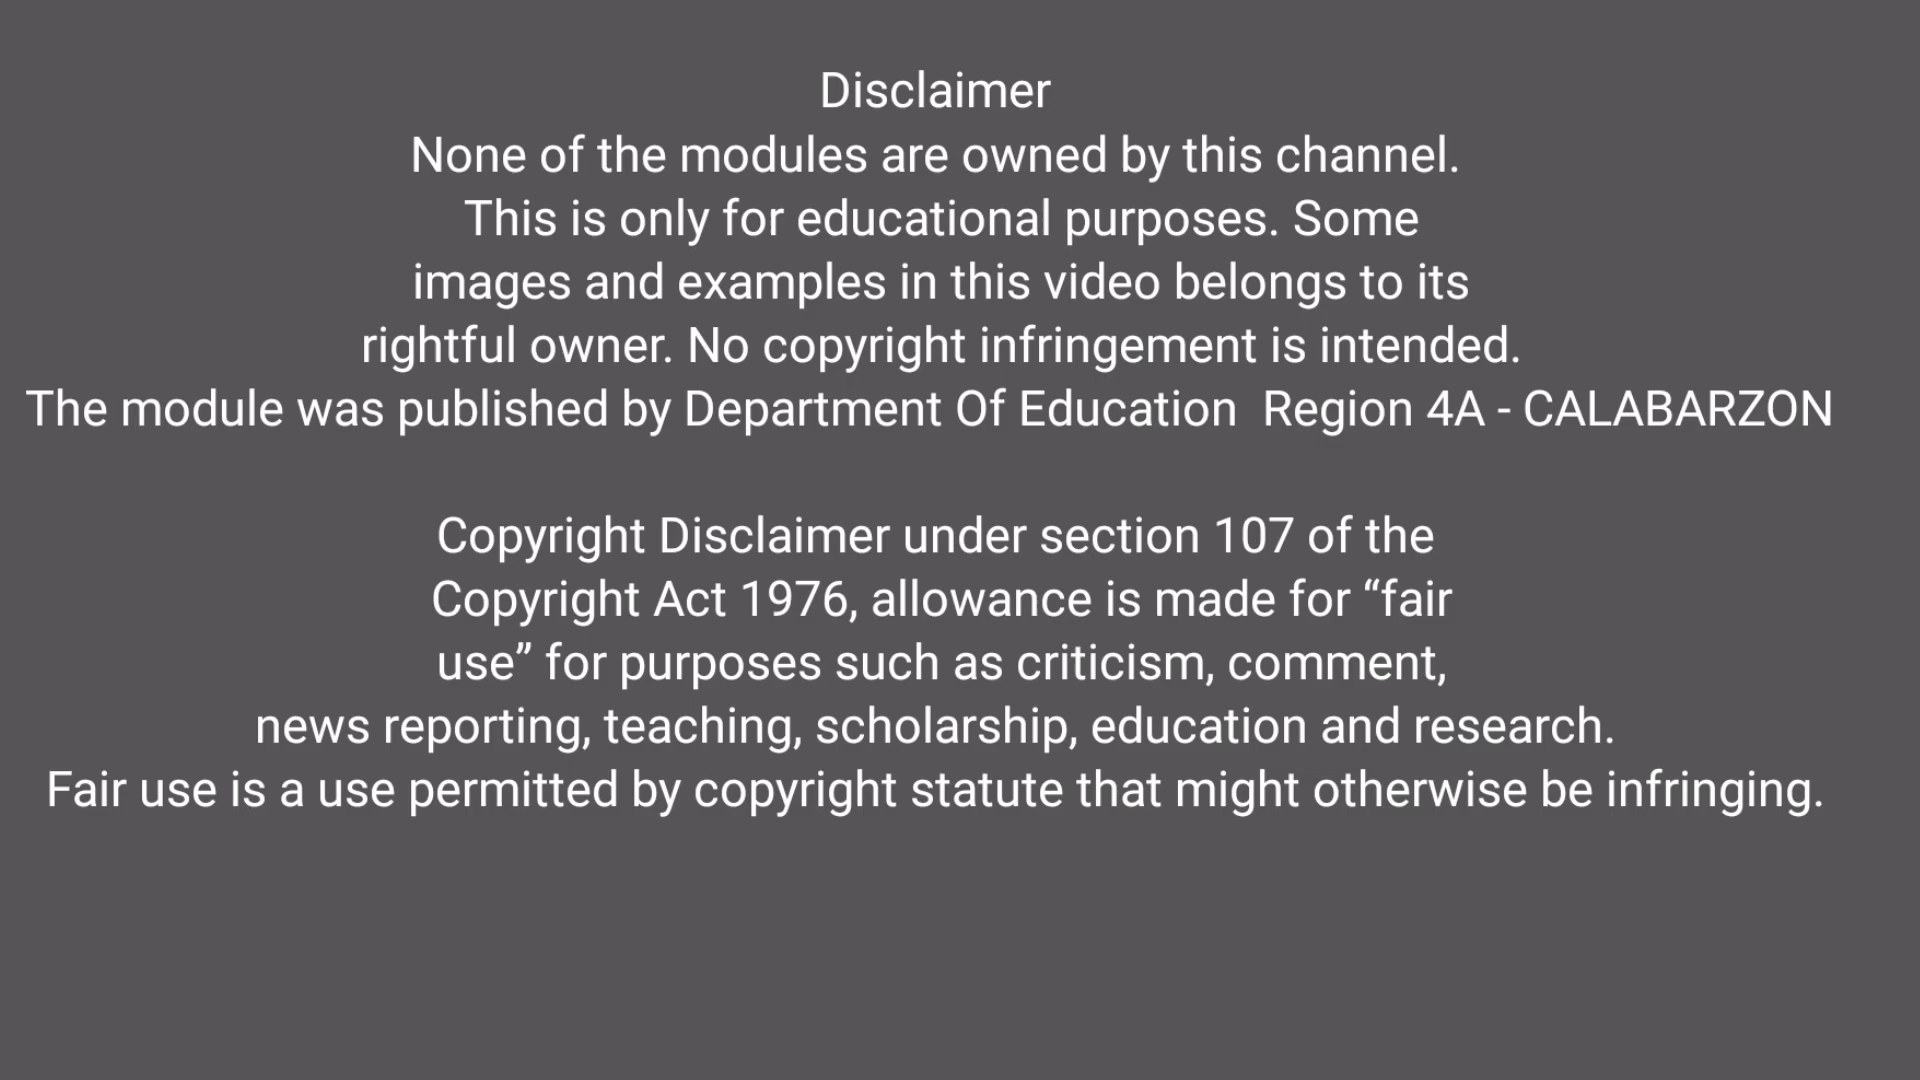 Disclaimer
None of the modules are owned by this channel.
This is only for educational purposes. Some
images and examples in this video belongs to its
rightful owner. No copyright infringement is intended.
The module was published by Department Of Education  Region 4A - CALABARZON
Copyright Disclaimer under section 107 of the
Copyright Act 1976, allowance is made for “fair
use” for purposes such as criticism, comment,
news reporting, teaching, scholarship, education and research.
Fair use is a use permitted by copyright statute that might otherwise be infringing.